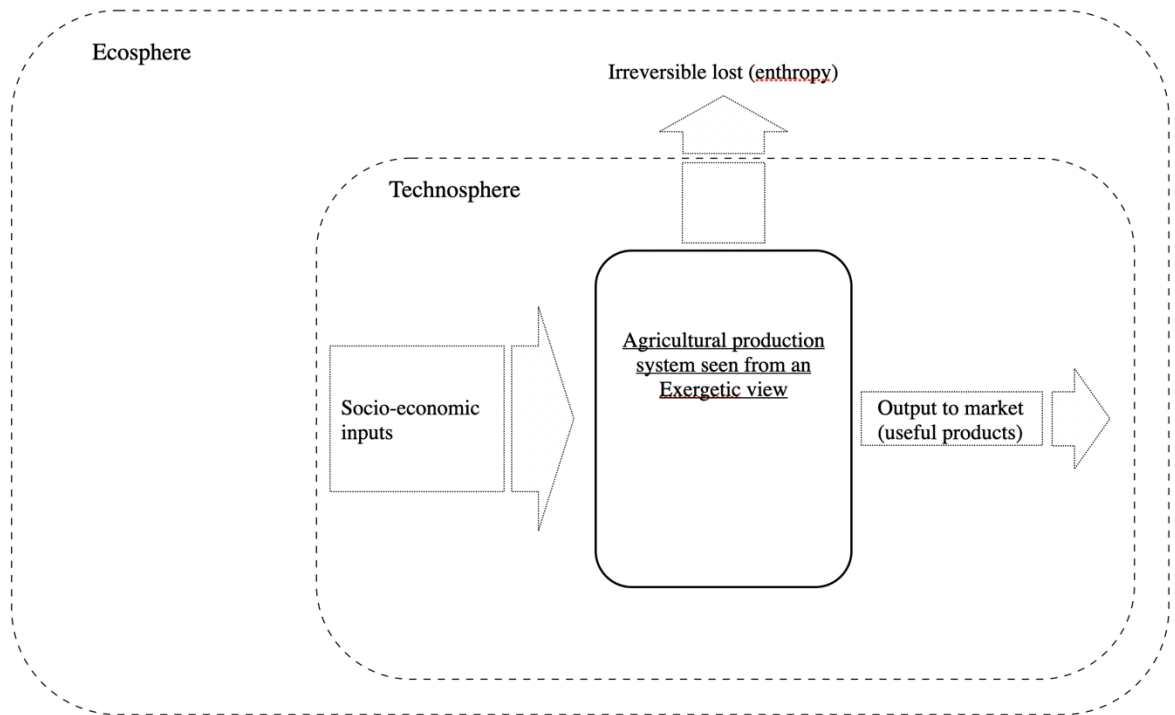 Ecosphere
Irreversible lost (enthropy)
Technosphere
Agricultural production
system seen from an
Exergetic view
Socio-economic
inputs
Output to market
(useful products)